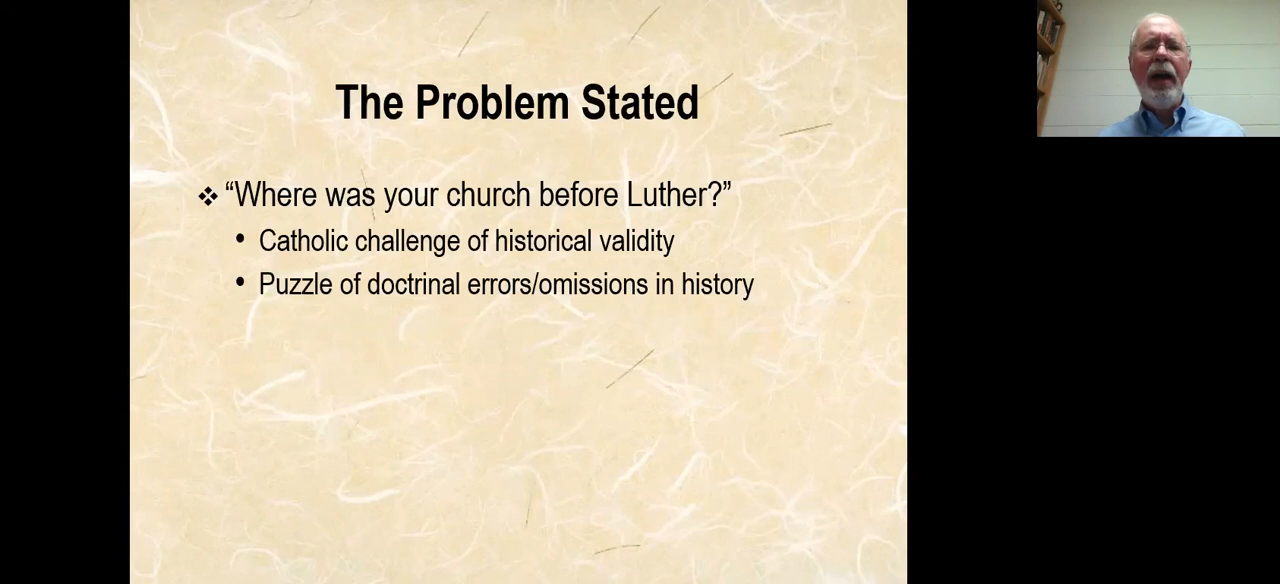 The Problem Stated
❖ “Where was your church before Luther?”
• Catholic challenge of historical validity
• Puzzle of doctrinal errors/omissions in history